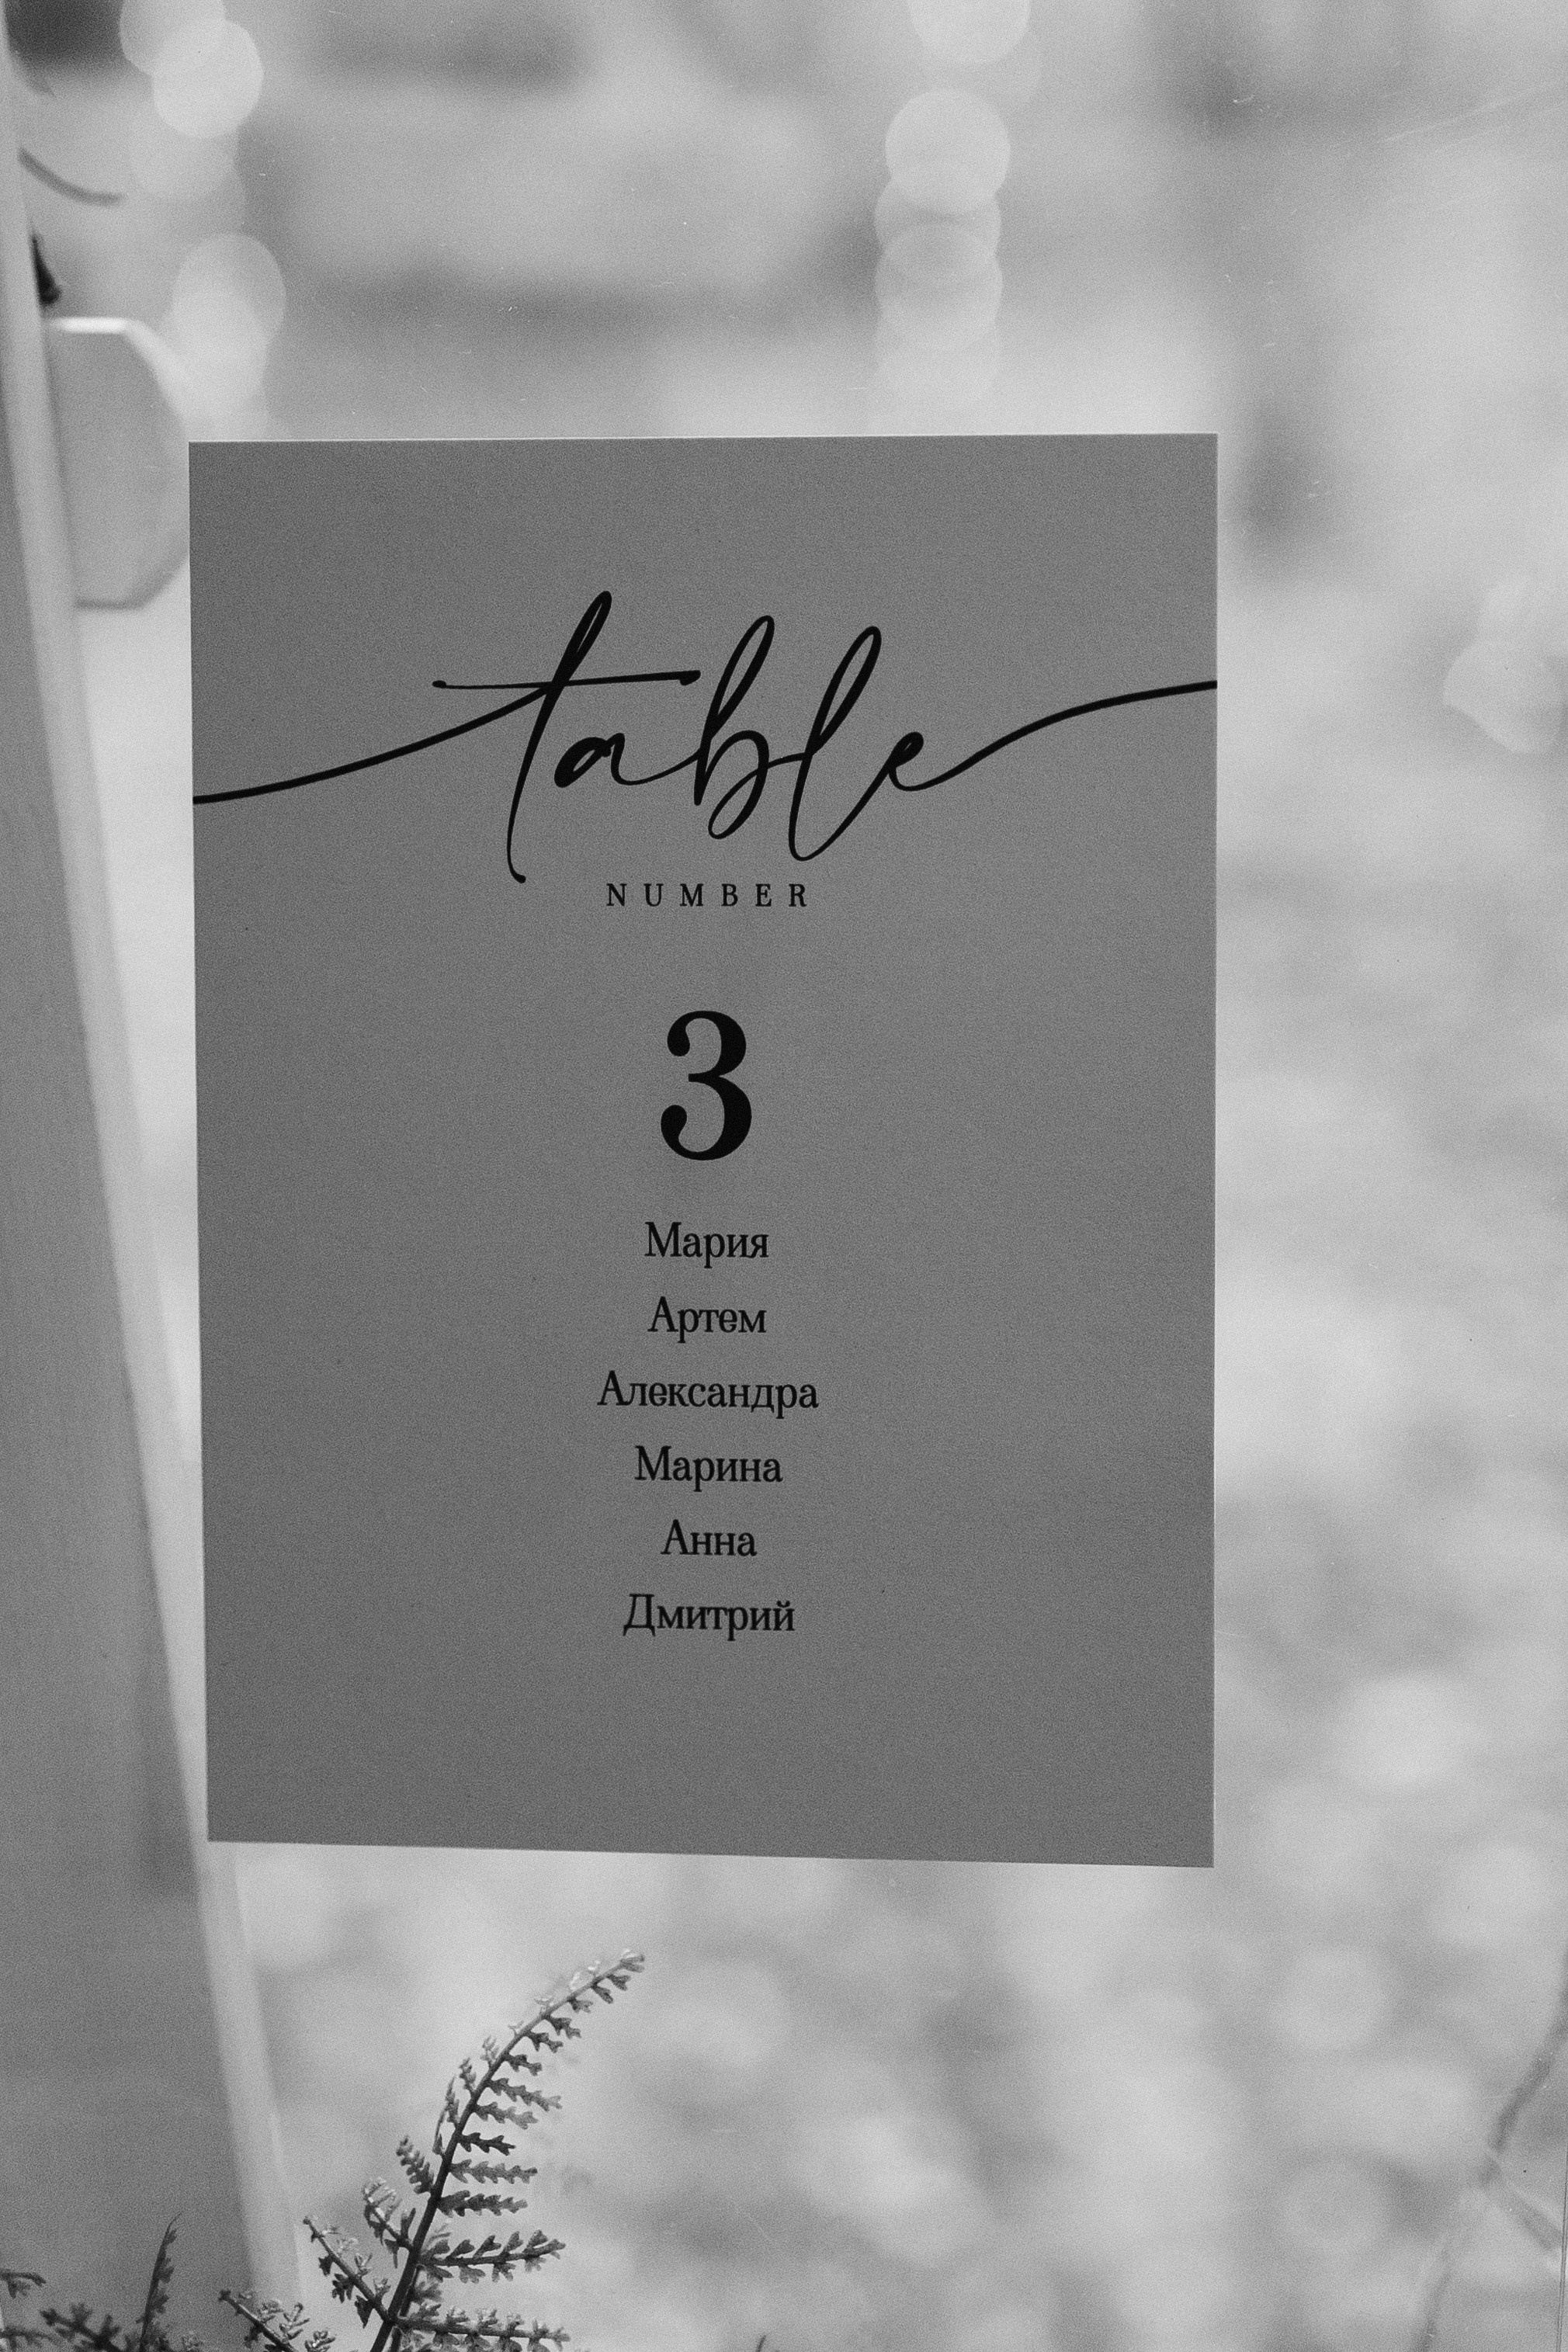 table
NUMBER
3
Мария
Артем
Александра
Марина
Анна
Дмитрий